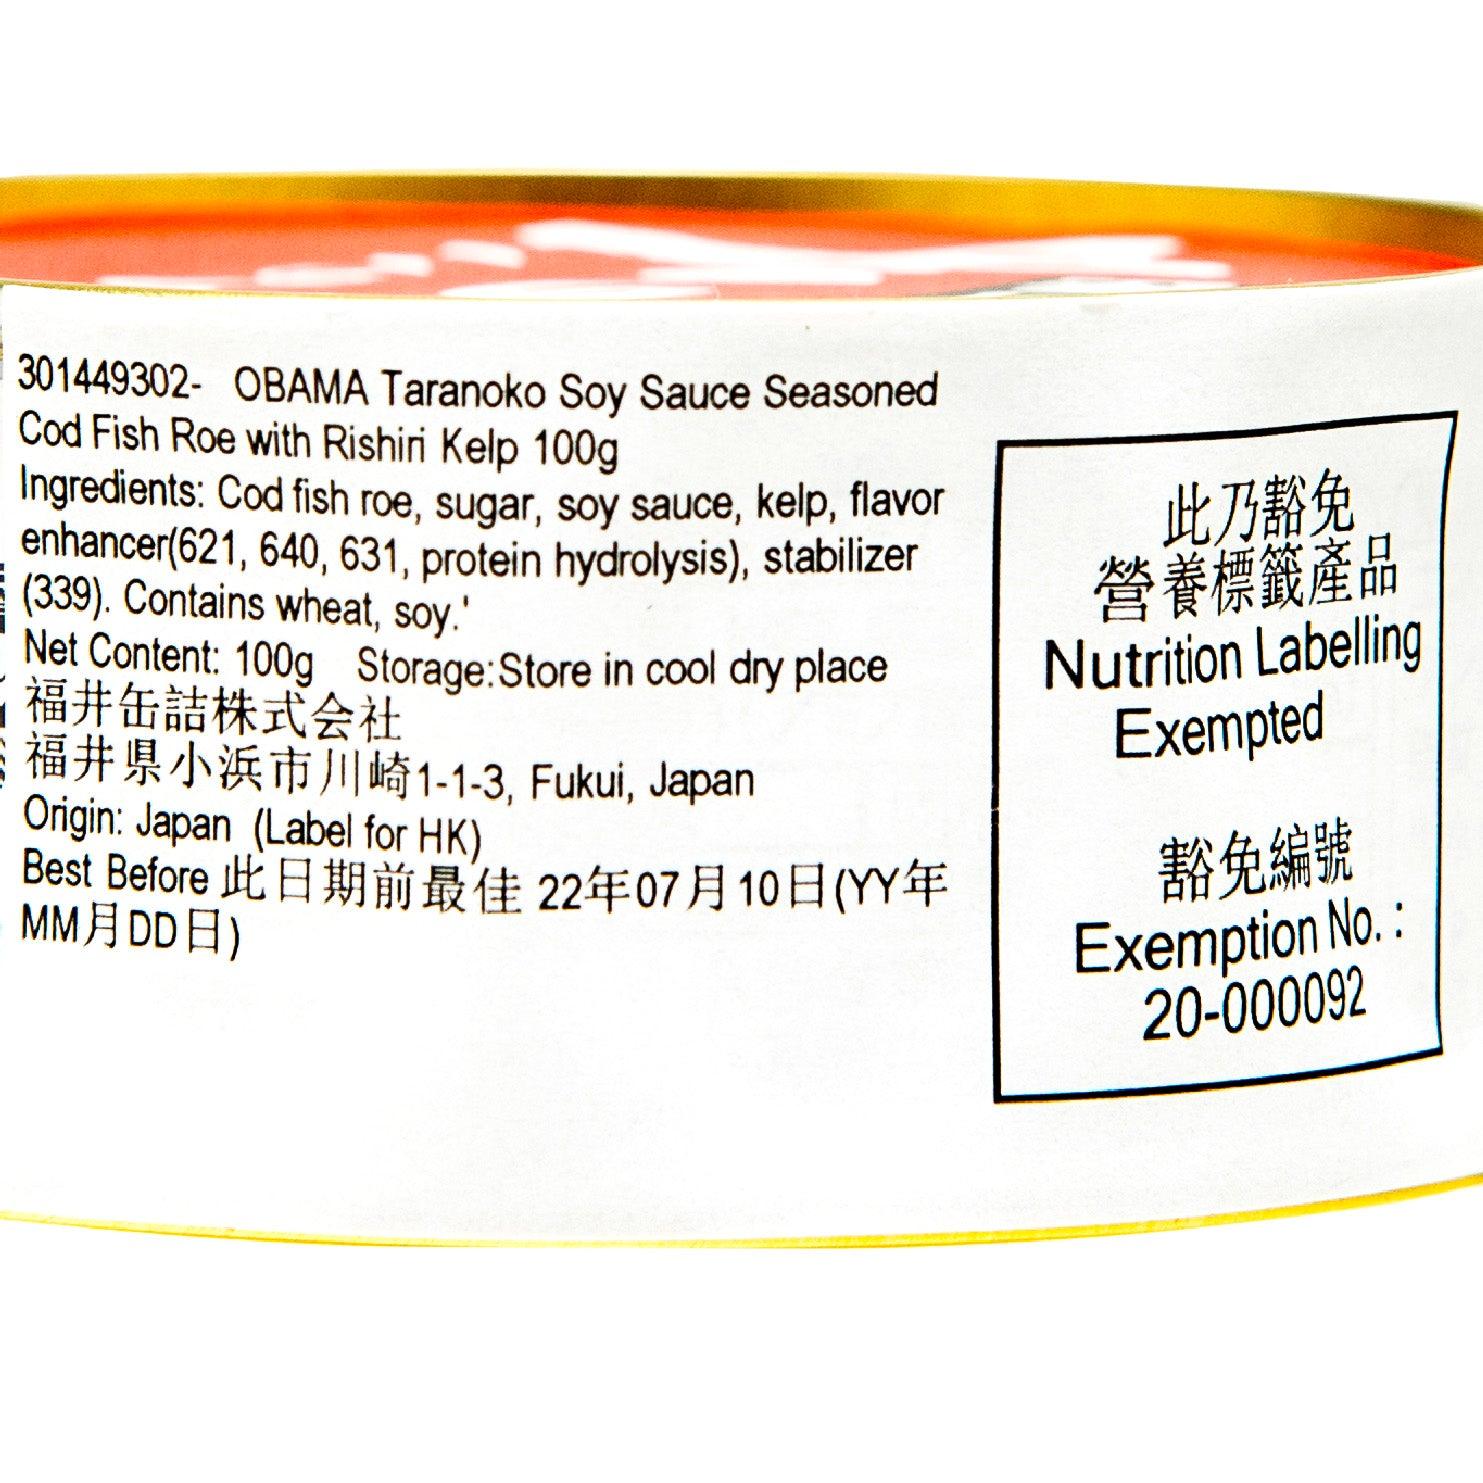 301449302- OBAMA Taranoko Soy Sauce Seasoned
Cod Fish Roe with Rishiri Kelp 100g
Ingredients: Cod fish roe, sugar, soy sauce, kelp, flavor
enhancer(621, 640, 631, protein hydrolysis), stabilizer
(339). Contains wheat, soy.'
Net Content: 100g Storage:Store in cool dry place
福井缶詰株式会社
福井県小浜市川崎1-1-3, Fukui, Japan
Origin: Japan (Label for HK)
Best Before 此日期前最佳 22年07月10日(YY年
MM月DD日)
此乃豁免
營養標籤產品
Nutrition Labelling
Exempted
豁免編號
Exemption No. :
20-000092